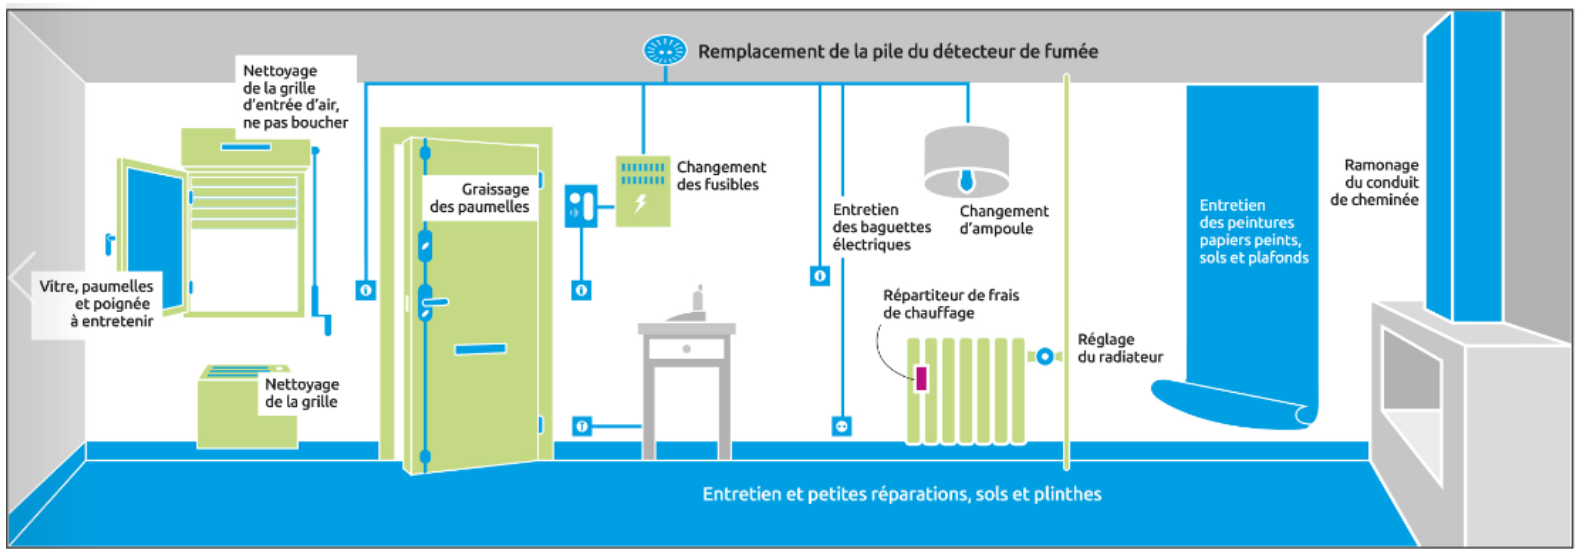 Remplacement de la pile du détecteur de fumée
Nettoyage
de la grille
d'entrée d'air,
ne pas boucher
Graissage
des paumelles
Changement
des fusibles
Entretien
des baguettes
électriques
Changement
d'ampoule
Entretien
des peintures
papiers peints,
sols et plafonds
Ramonage
du conduit
de cheminée
Vitre, paumelles
et poignée
à entretenir
Répartiteur de frais
de chauffage
Réglage
du radiateur
Nettoyage
de la grille
T
Entretien et petites réparations, sols et plinthes